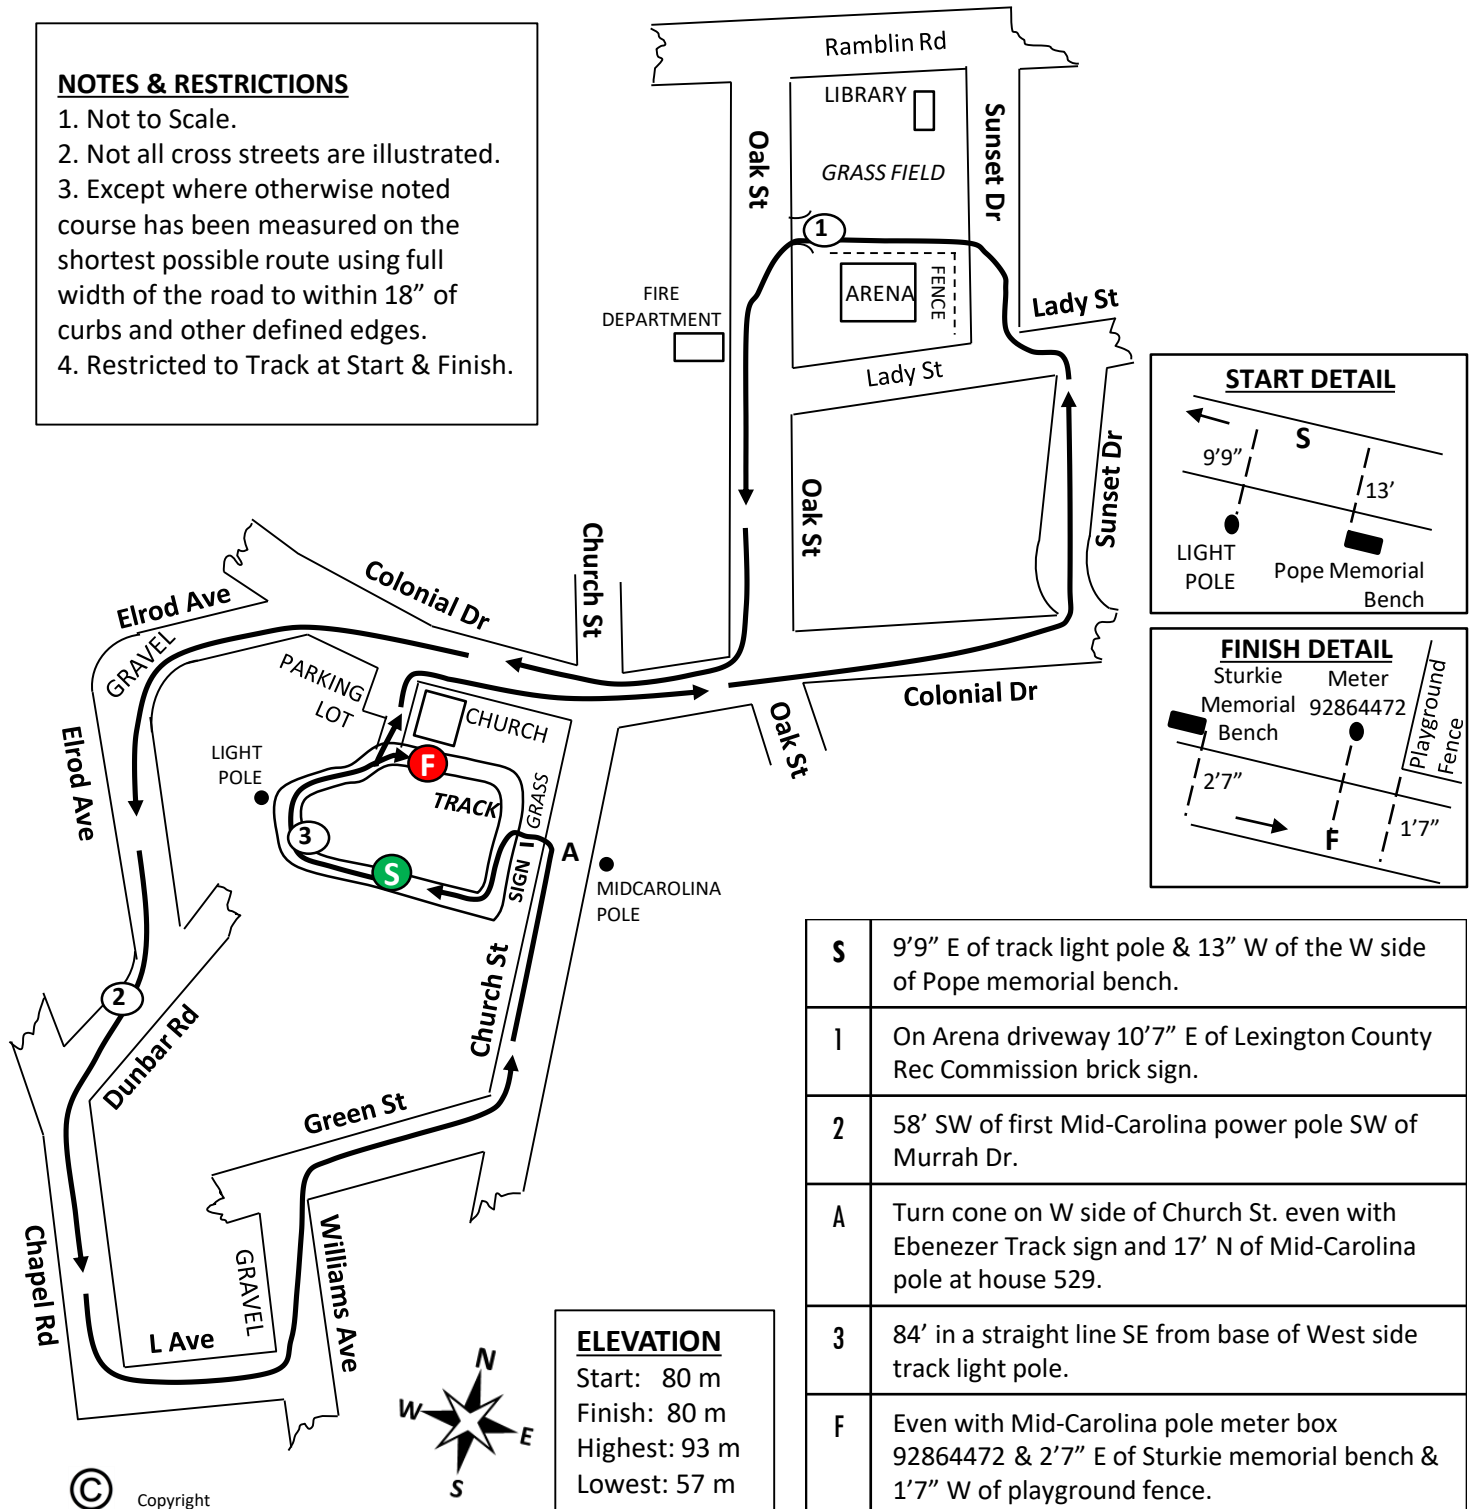 NOTES & RESTRICTIONS
1. Not to Scale.
2. Not all cross streets are illustrated.
3. Except where otherwise noted
course has been measured on the
shortest possible route using full
width of the road to within 18” of
curbs and other defined edges.
4. Restricted to Track at Start & Finish.
Ramblin Rd
LIBRARY
Oak St
Sunset Dr
GRASS FIELD
1
ARENA
FENCE
FIRE
DEPARTMENT
Lady St
Lady St
Oak St
Sunset Dr
START DETAIL
S
9’9”
13’
LIGHT
POLE
Pope Memorial
Bench
FINISH DETAIL
Sturkie
Memorial
Bench
Meter
92864472
Playground
Fence
2’7”
1’7”
F
Church St
Colonial Dr
Elrod Ave
GRAVEL
PARKING
LOT
CHURCH
Colonial Dr
Oak St
Elrod Ave
LIGHT
POLE
F
TRACK
GRASS
3
S
SIGN
A
MIDCAROLINA
POLE
2
Dunbar Rd
Church St
Green St
Chapel Rd
GRAVEL
Williams Ave
L Ave
N
W
E
S
ELEVATION
Start: 80 m
Finish: 80 m
Highest: 93 m
Lowest: 57 m
© Copyright
S 9’9” E of track light pole & 13” W of the W side
of Pope memorial bench.
1 On Arena driveway 10’7” E of Lexington County
Rec Commission brick sign.
2 58’ SW of first Mid-Carolina power pole SW of
Murrah Dr.
A Turn cone on W side of Church St. even with
Ebenezer Track sign and 17’ N of Mid-Carolina
pole at house 529.
3 84’ in a straight line SE from base of West side
track light pole.
F Even with Mid-Carolina pole meter box
92864472 & 2’7” E of Sturkie memorial bench &
1’7” W of playground fence.